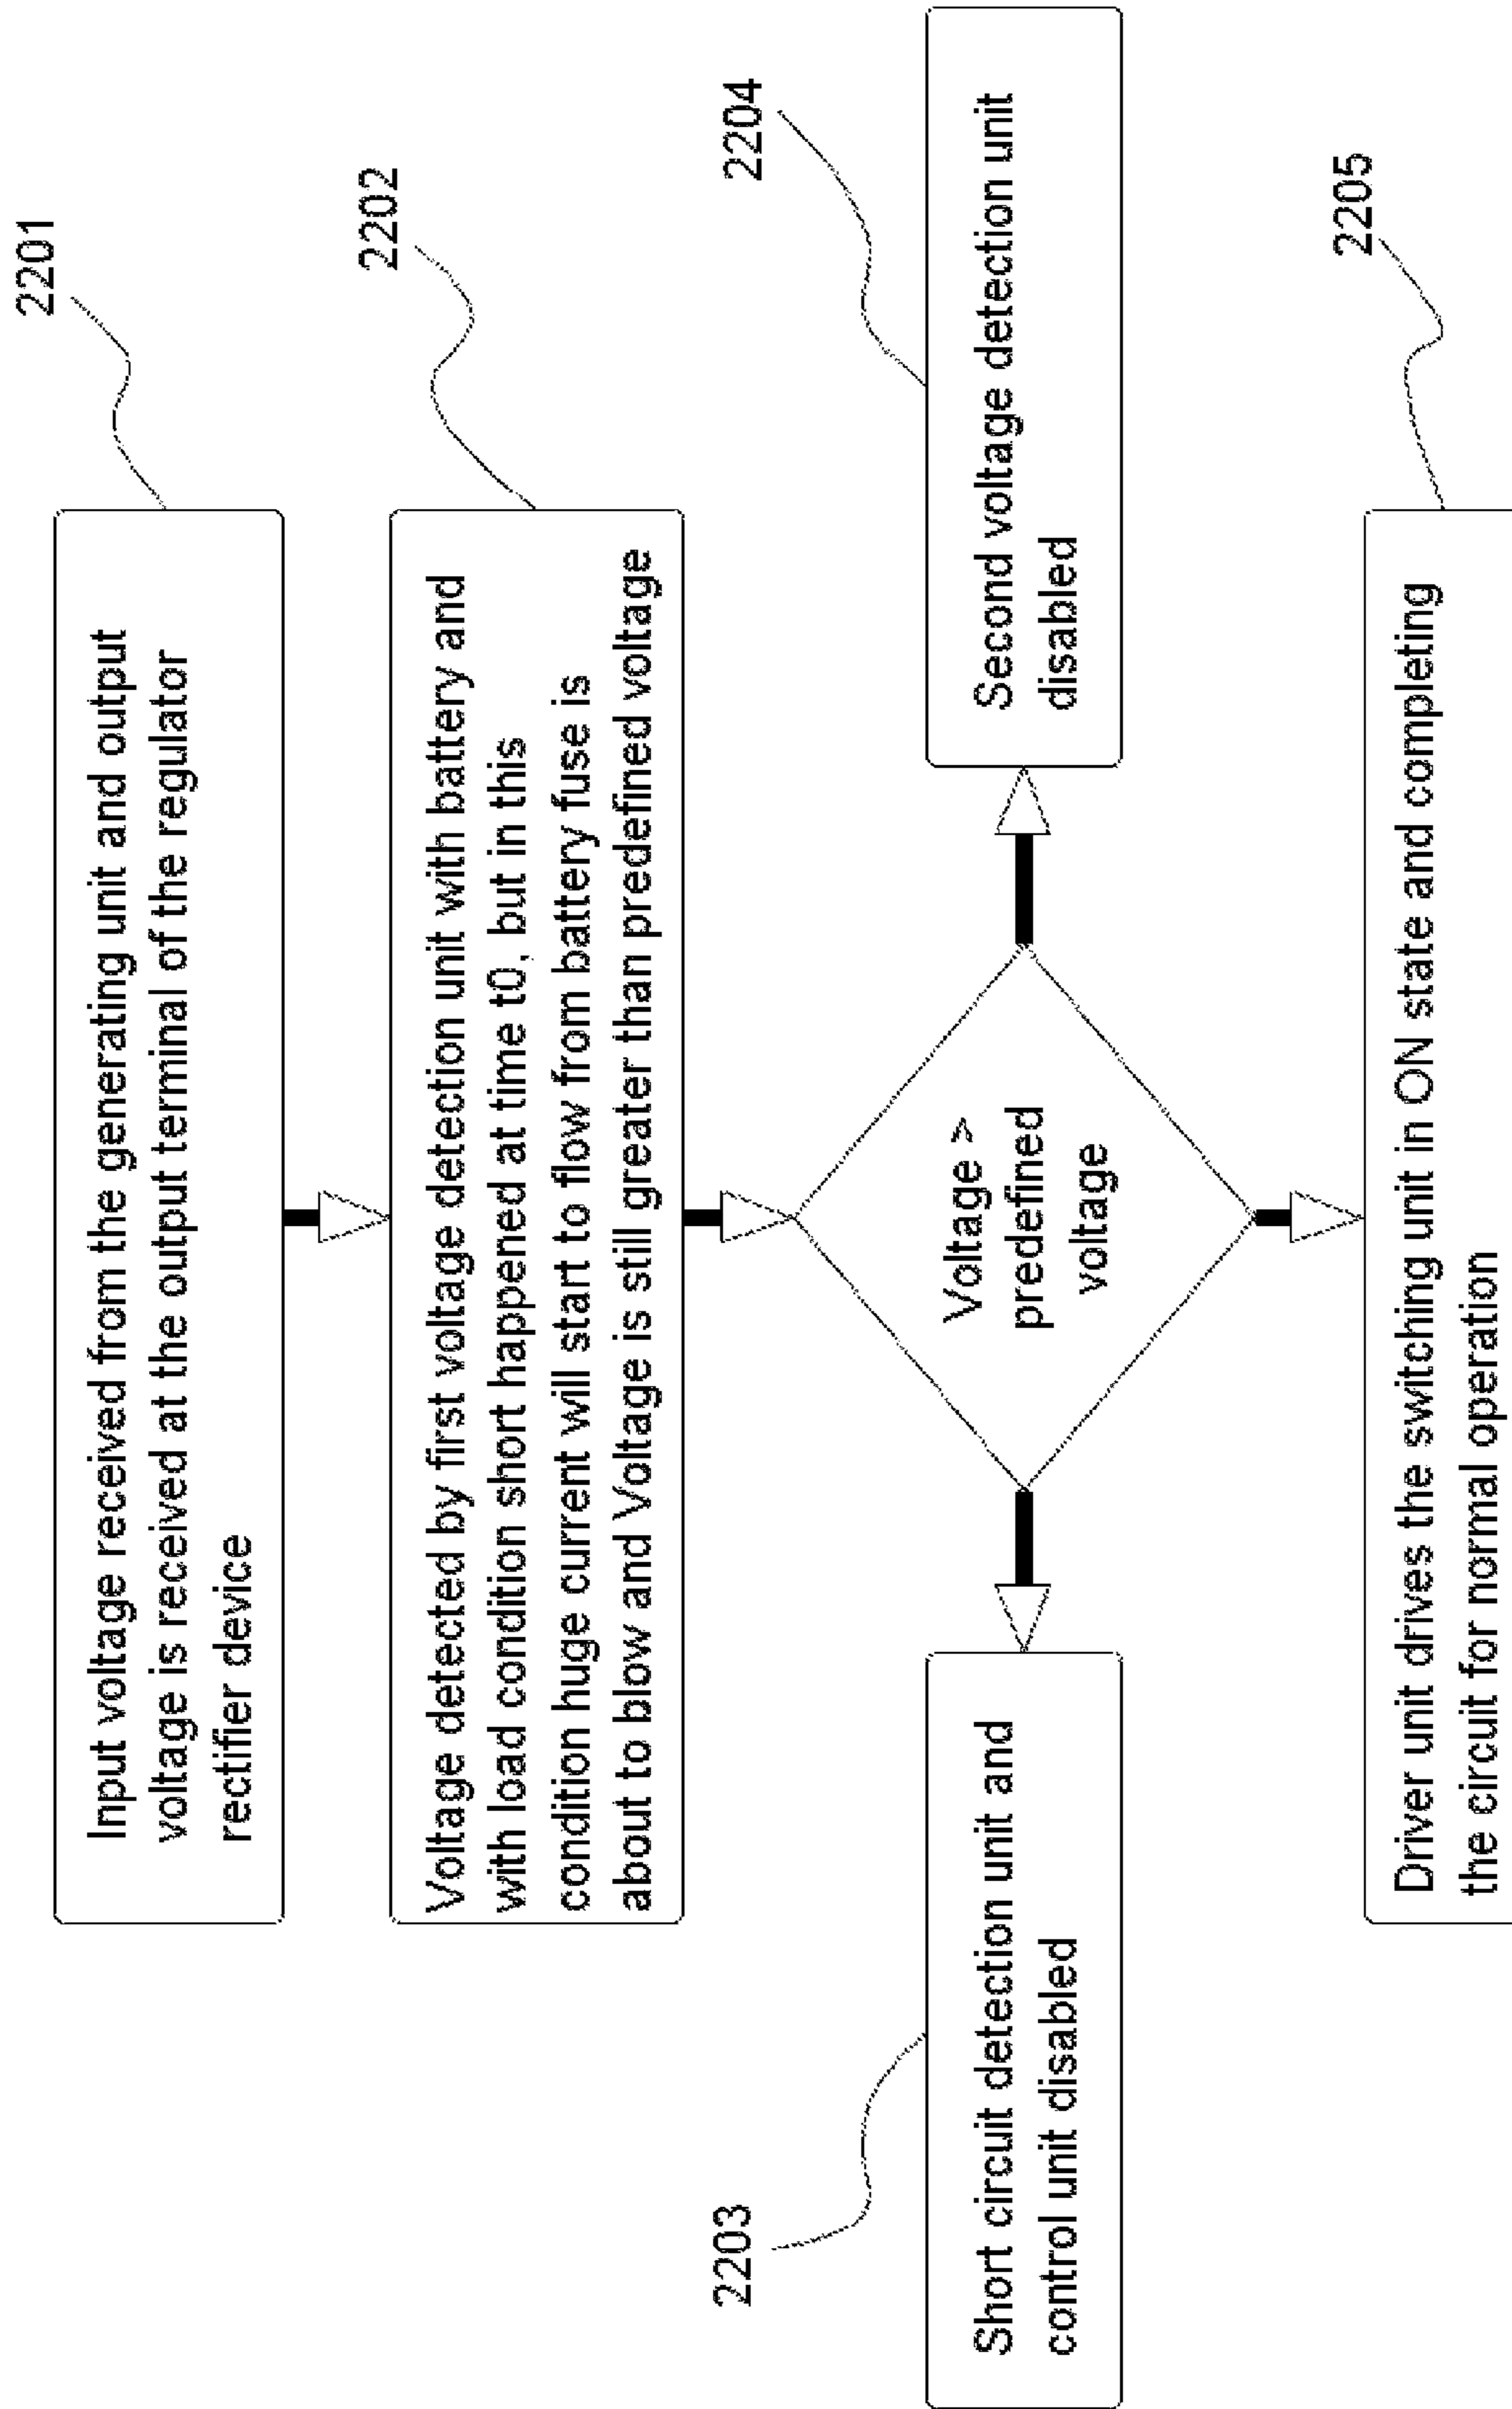 2201
Input voltage received from the generating unit and output
voltage is received at the output terminal of the regulator
rectifier device
2202
Voltage detected by first voltage detection unit with battery and
with load condition short happened at time t0, but in this
condition huge current will start to flow from battery fuse is
about to blow and Voltage is still greater than predefined voltage
Voltage >
predefined
voltage
2203
Short circuit detection unit and
control unit disabled
2204
Second voltage detection unit
disabled
2205
Driver unit drives the switching unit in ON state and completing
the circuit for normal operation